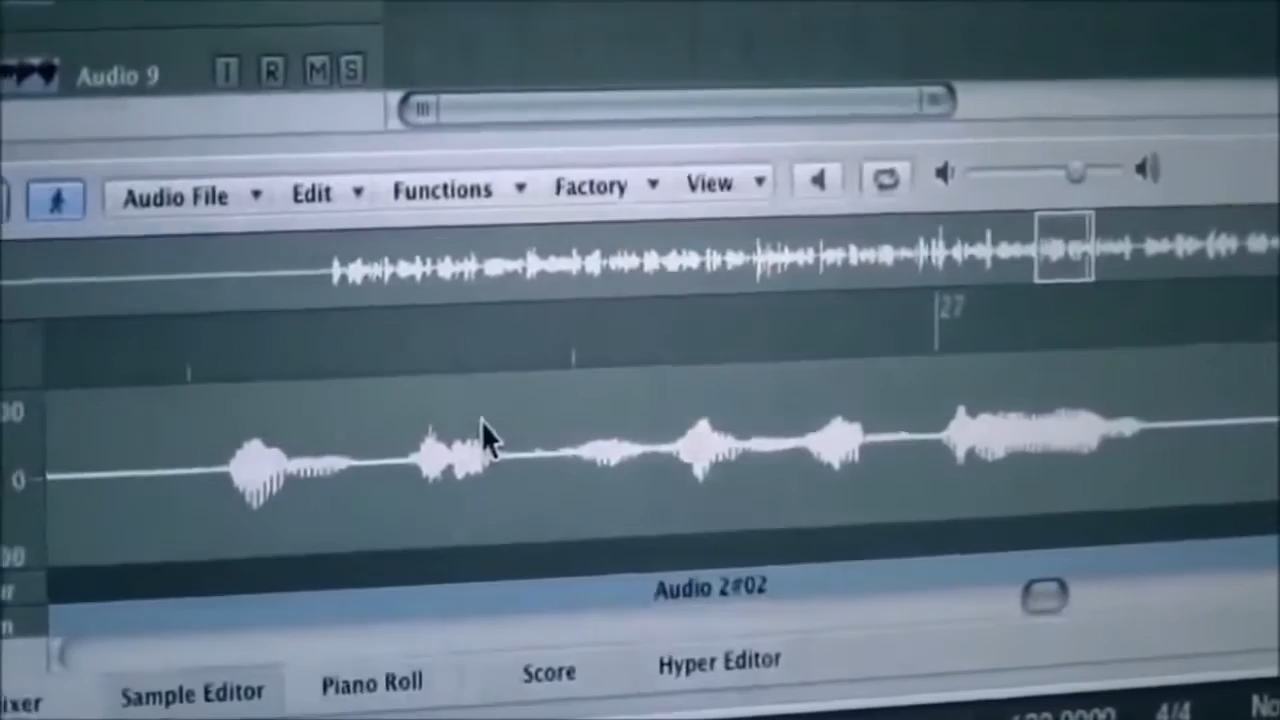 Audio 9 I R M S
Audio File Edit Functions Factory View
27
0
Audio 2#02
Sample Editor Piano Roll Score Hyper Editor
4/4